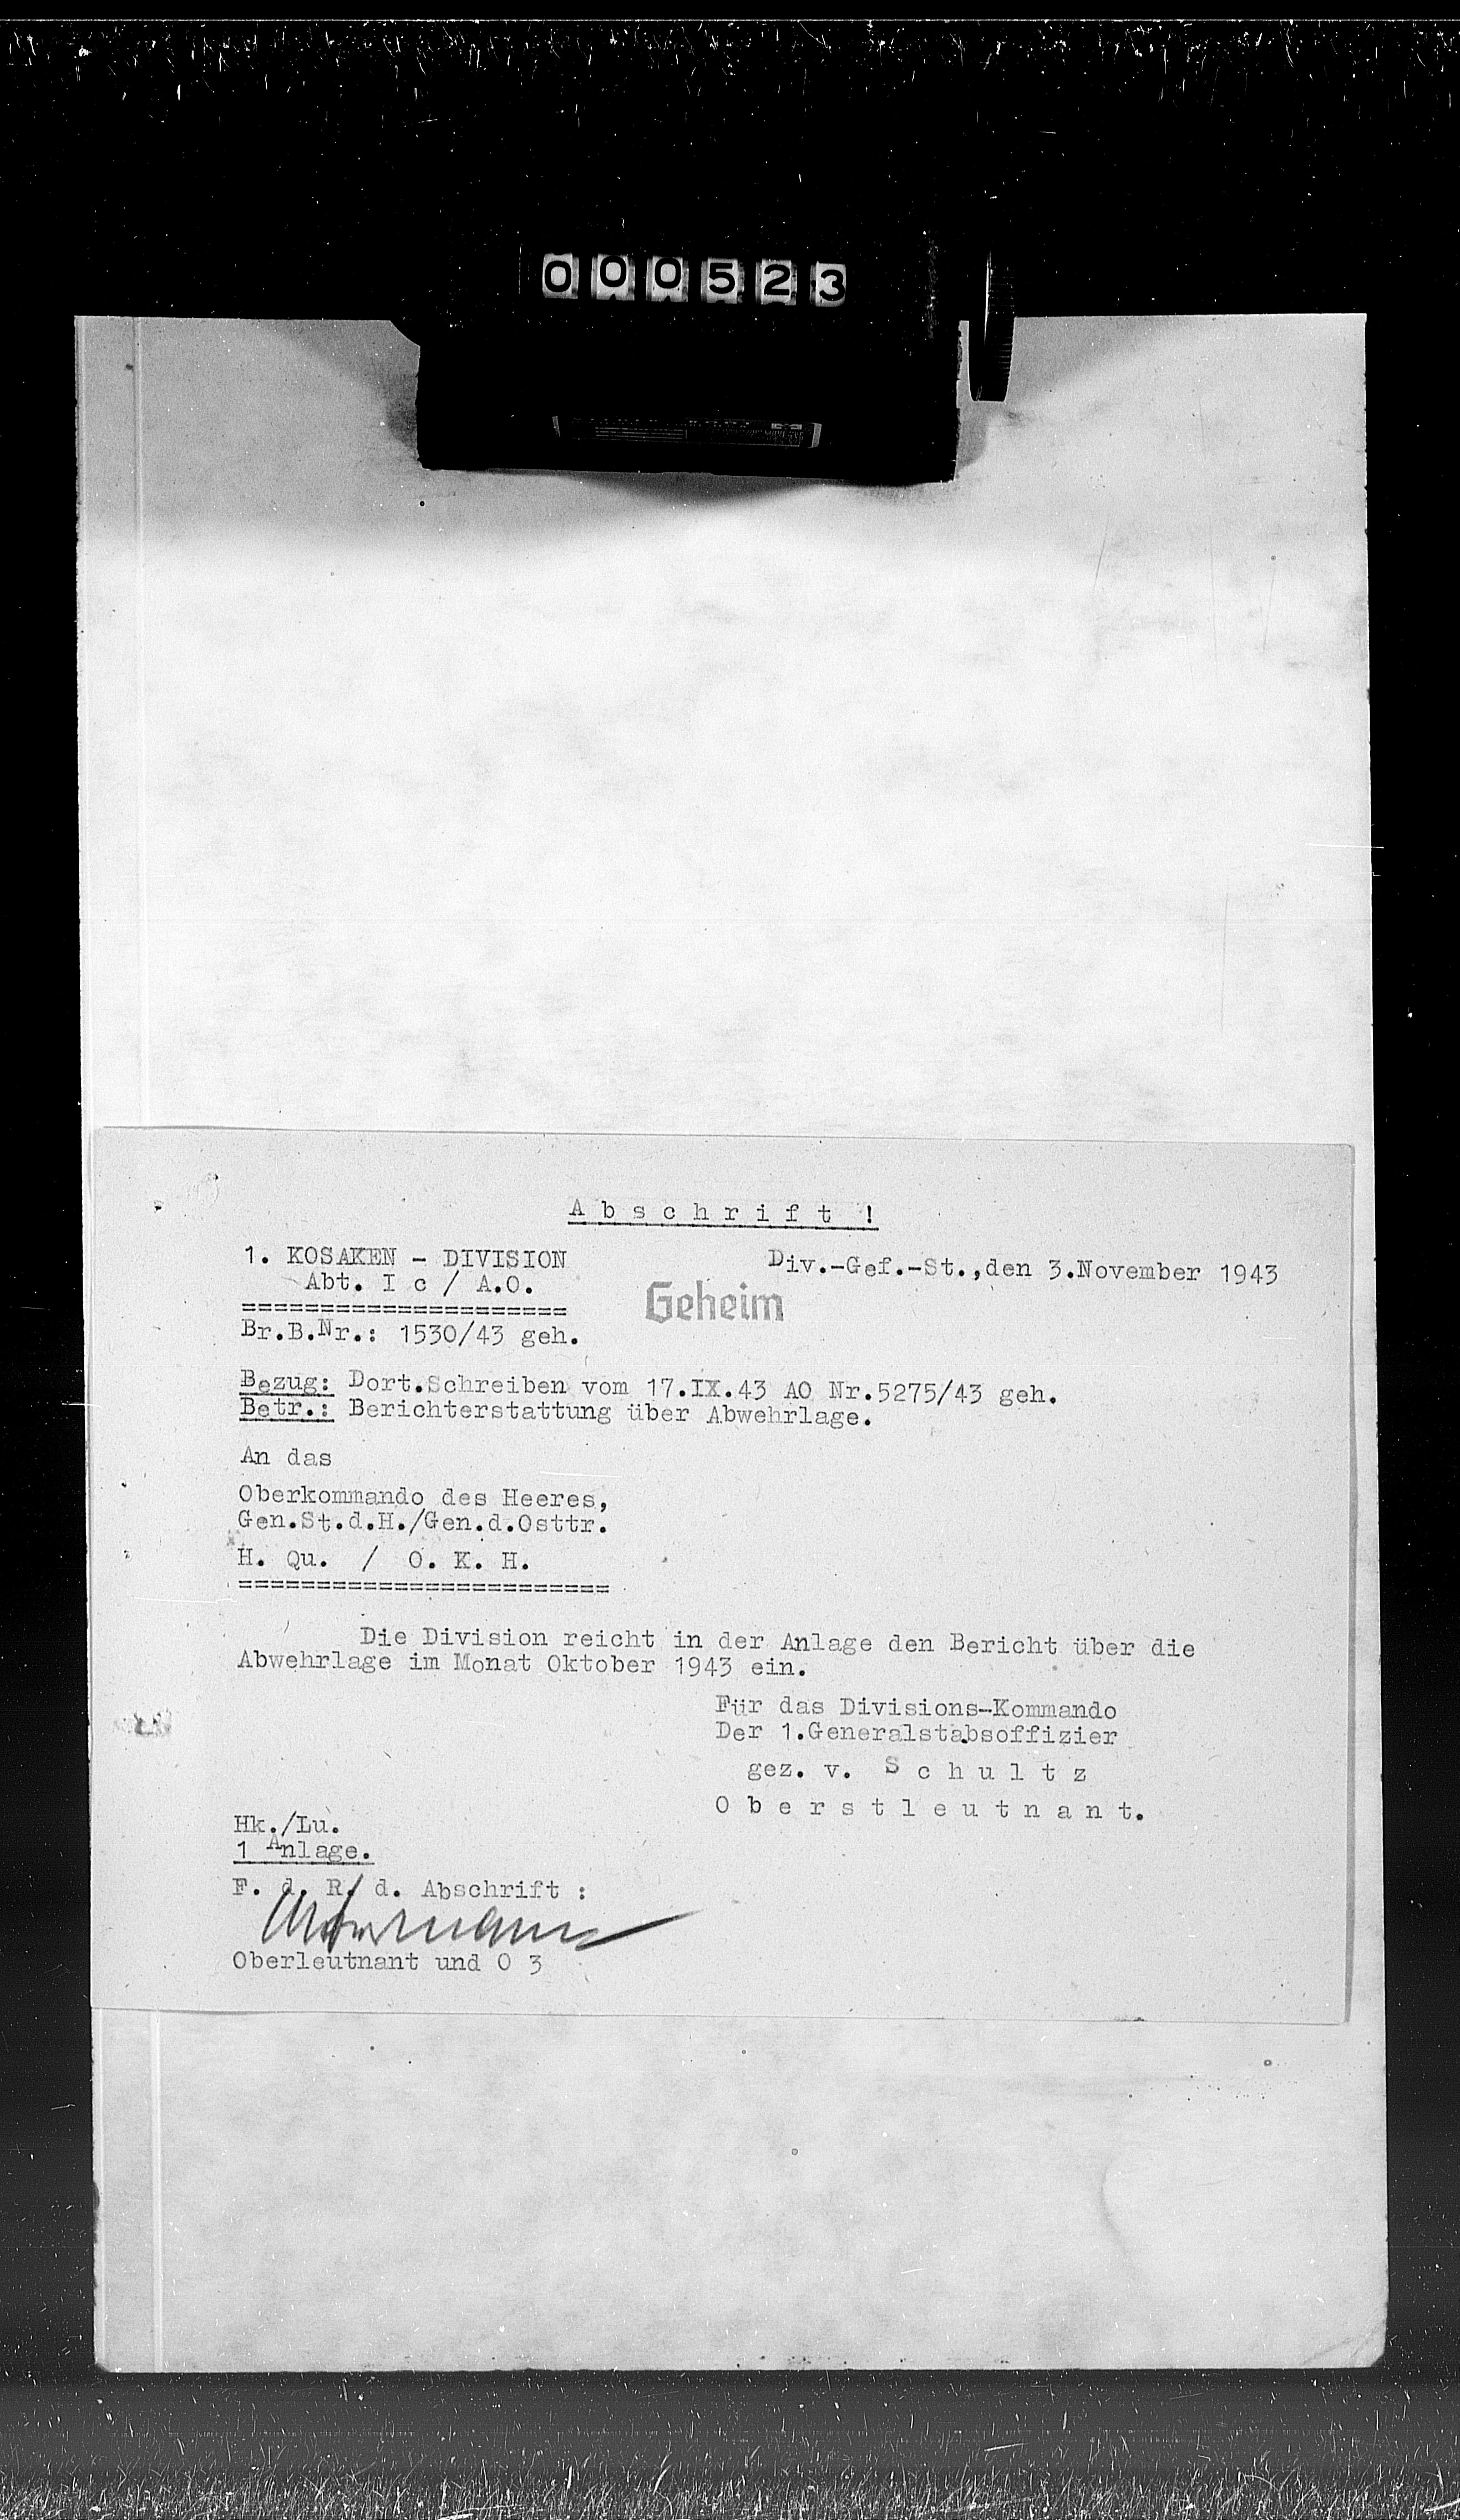 000523
A b s c h r i f t !
1. KOSAKEN - DIVISION
Div.-Gef.-St.,den 3.November 1943
Abt. I c / A.O.
=====================
Geheim
Br.B.Nr.: 1530/43 geh.
Bezug: Dort.Schreiben vom 17.IX.43 AO Nr.5275/43 geh.
Betr.: Berichterstattung über Abwehrlage.
An das
Oberkommando des Heeres,
Gen.St.d.H./Gen.d.Osttr.
H. Qu. / O. K. H.
========================
Die Division reicht in der Anlage den Bericht über die
Abwehrlage im Monat Oktober 1943 ein.
Für das Divisions-Kommando
Der 1.Generalstabsoffizier
gez. v. S c h u l t z
O b e r s t l e u t n a n t.
Hk./Lu.
1 Anlage.
F. d. R. d. Abschrift :
Oberleutnant und O 3